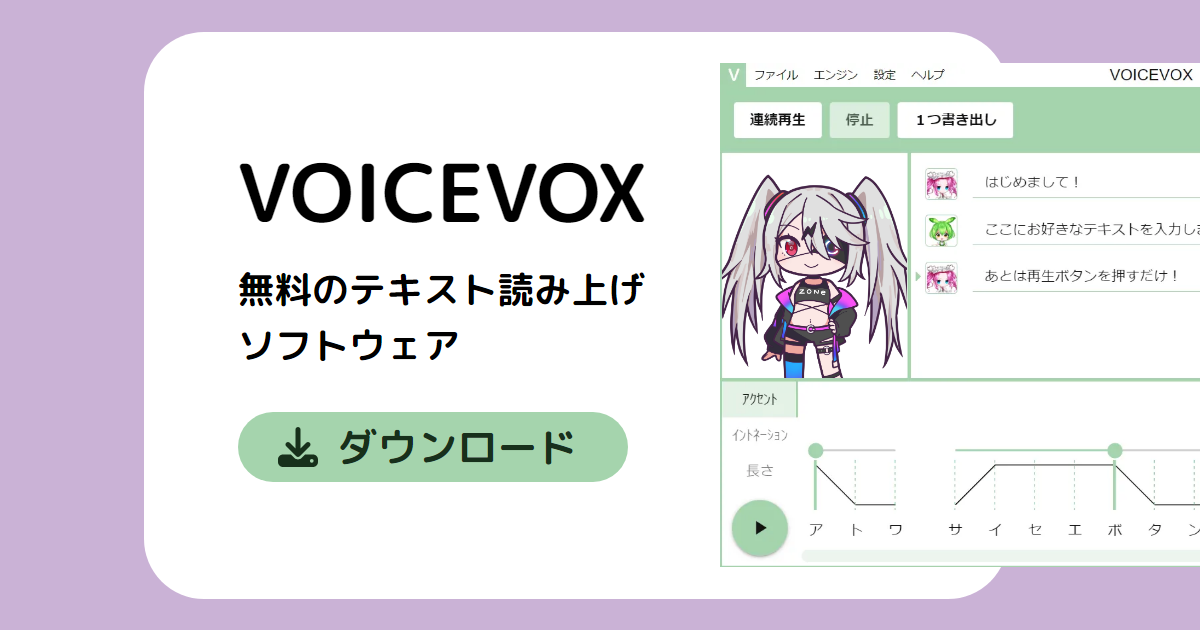 VOICEVOX
無料のテキスト読み上げ
ソフトウェア
ダウンロード
V ファイル エンジン 設定 ヘルプ VOICEVOX
連続再生 停止 1つ書き出し
ZONe
はじめまして！
ここにお好きなテキストを入力しま
あとは再生ボタンを押すだけ！
アクセント
イントネーション
長さ
ア ト ワ サ イ セ エ ボ タ ン